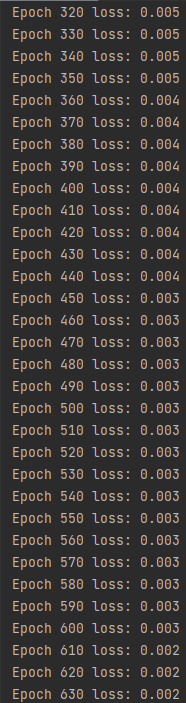 Epoch 320 loss: 0.005
Epoch 330 loss: 0.005
Epoch 340 loss: 0.005
Epoch 350 loss: 0.005
Epoch 360 loss: 0.004
Epoch 370 loss: 0.004
Epoch 380 loss: 0.004
Epoch 390 loss: 0.004
Epoch 400 loss: 0.004
Epoch 410 loss: 0.004
Epoch 420 loss: 0.004
Epoch 430 loss: 0.004
Epoch 440 loss: 0.004
Epoch 450 loss: 0.003
Epoch 460 loss: 0.003
Epoch 470 loss: 0.003
Epoch 480 loss: 0.003
Epoch 490 loss: 0.003
Epoch 500 loss: 0.003
Epoch 510 loss: 0.003
Epoch 520 loss: 0.003
Epoch 530 loss: 0.003
Epoch 540 loss: 0.003
Epoch 550 loss: 0.003
Epoch 560 loss: 0.003
Epoch 570 loss: 0.003
Epoch 580 loss: 0.003
Epoch 590 loss: 0.003
Epoch 600 loss: 0.003
Epoch 610 loss: 0.002
Epoch 620 loss: 0.002
Epoch 630 loss: 0.002